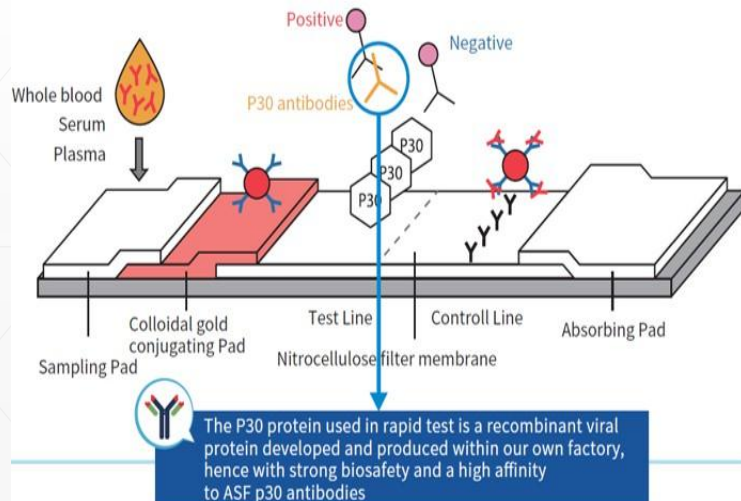 Positive
Negative
Whole blood
Serum
Plasma
P30 antibodies
P30
P30
P30
Test Line
Controll Line
Colloidal gold
conjugating Pad
Absorbing Pad
Nitrocellulose filter membrane
Sampling Pad
The P30 protein used in rapid test is a recombinant viral
protein developed and produced within our own factory,
hence with strong biosafety and a high affinity
to ASF p30 antibodies